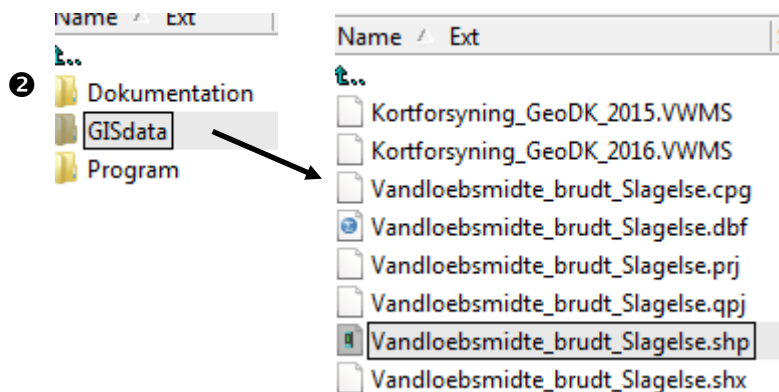 Name Ext
❷
Dokumentation
GISdata
Program
Name Ext
Kortforsyning_GeoDK_2015.VWMS
Kortforsyning_GeoDK_2016.VWMS
Vandloebsmidte_brudt_Slagelse.cpg
Vandloebsmidte_brudt_Slagelse.dbf
Vandloebsmidte_brudt_Slagelse.prj
Vandloebsmidte_brudt_Slagelse.qpj
Vandloebsmidte_brudt_Slagelse.shp
Vandloebsmidte_brudt_Slagelse.shx